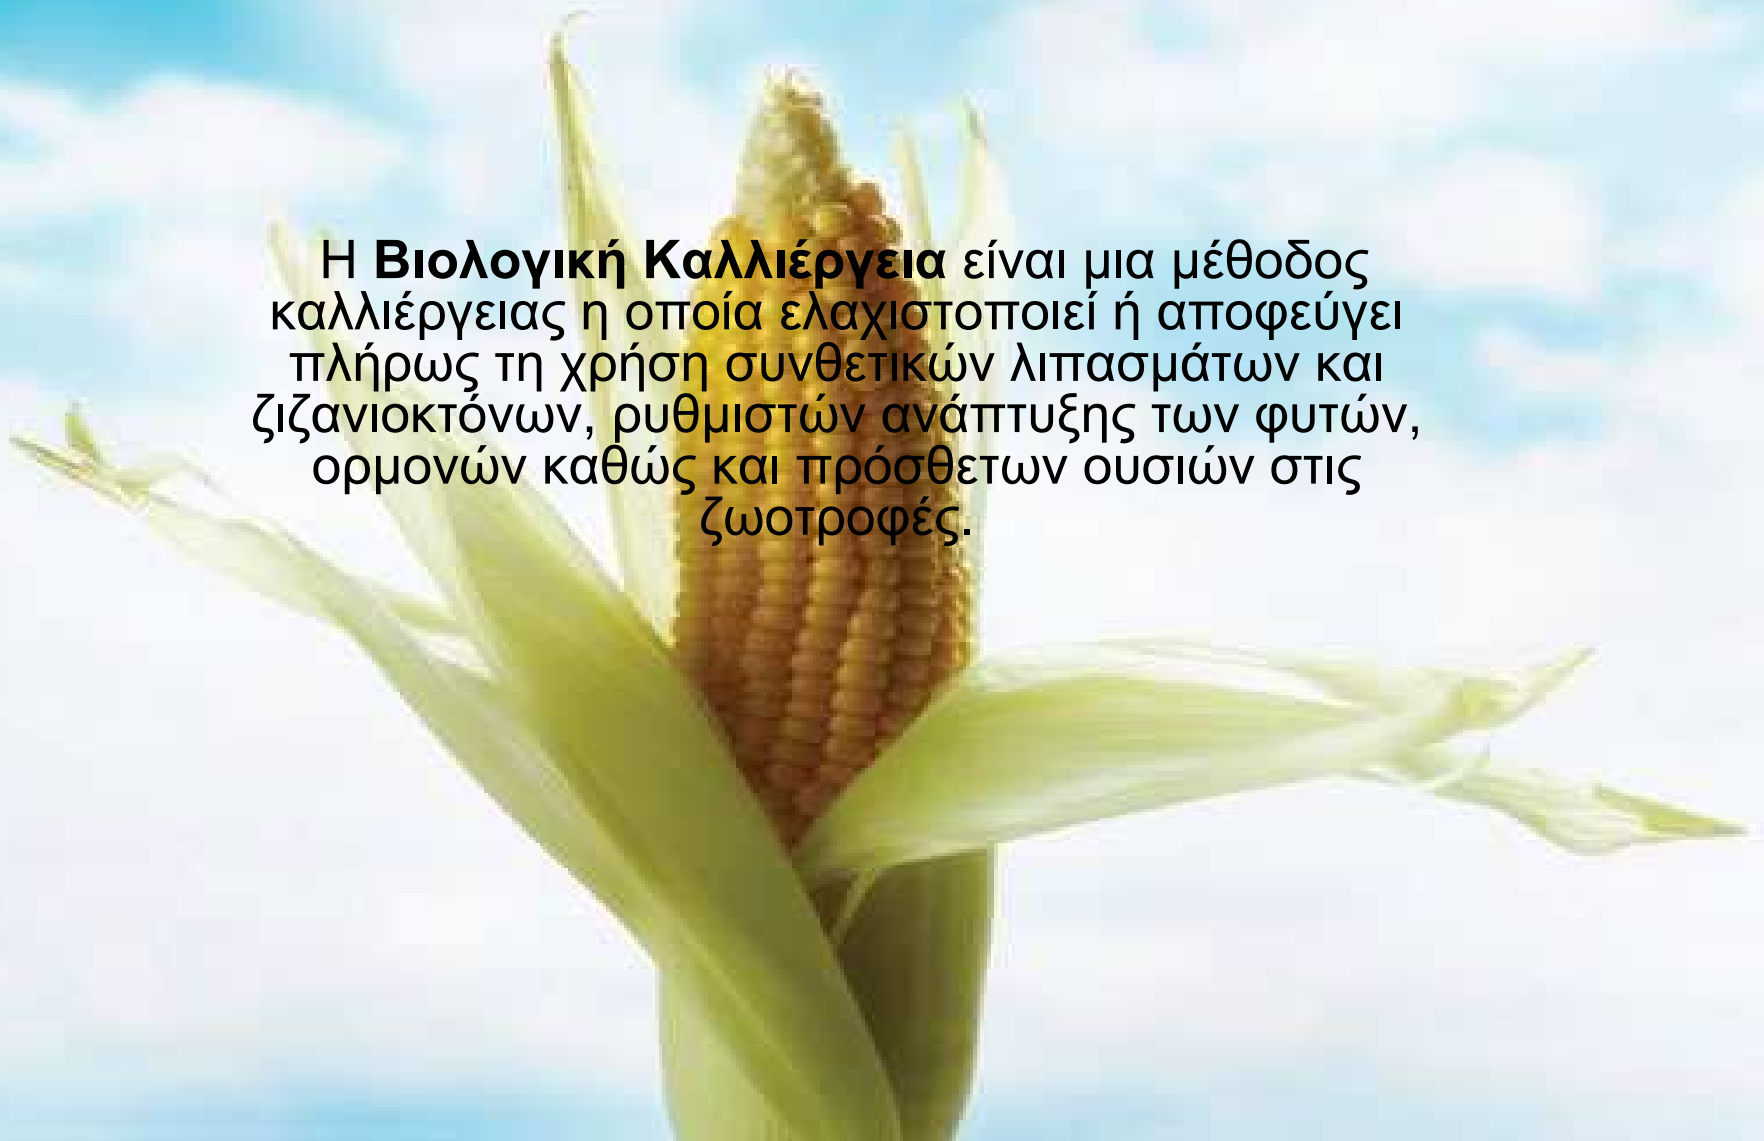 Η Βιολογική Καλλιέργεια είναι μια μέθοδος
καλλιέργειας η οποία ελαχιστοποιεί ή αποφεύγει
πλήρως τη χρήση συνθετικών λιπασμάτων και
ζιζανιοκτόνων, ρυθμιστών ανάπτυξης των φυτών,
ορμονών καθώς και πρόσθετων ουσιών στις
ζωοτροφές.